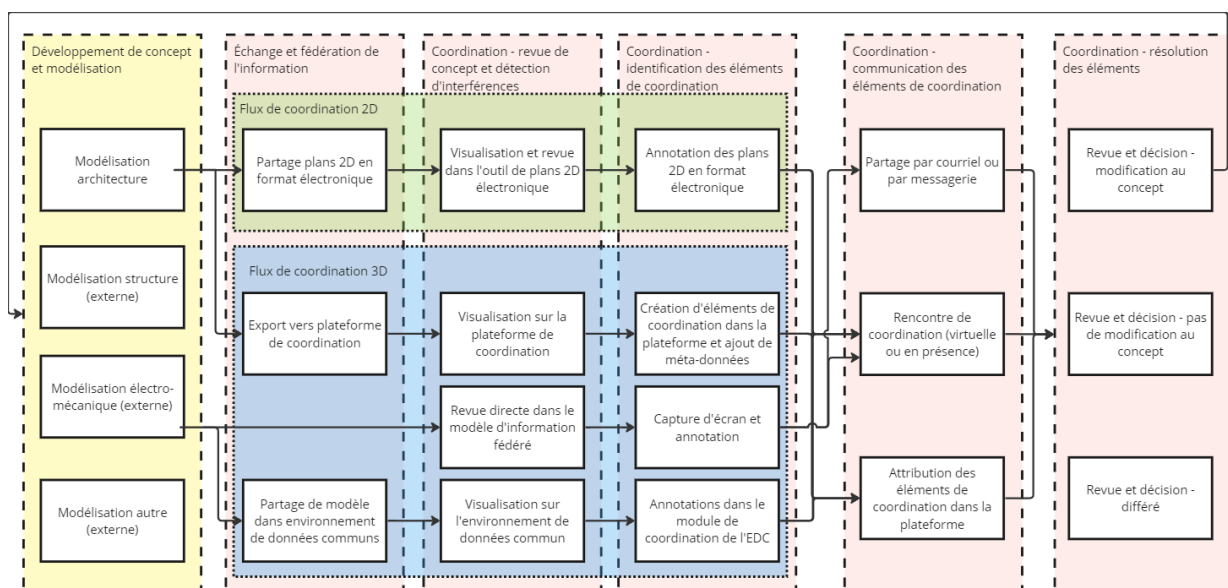 Développement de concept
et modélisation
Échange et fédération de
l'information
Coordination - revue de
concept et détection
d'interférences
Coordination -
identification des éléments
de coordination
Coordination -
communication des
éléments de coordination
Coordination - résolution
des éléments
Flux de coordination 2D
Modélisation
architecture
Partage plans 2D en
format électronique
Visualisation et revue
dans l'outil de plans 2D
électronique
Annotation des plans
2D en format
électronique
Partage par courriel ou
par messagerie
Revue et décision -
modification au
concept
Flux de coordination 3D
Modélisation structure
(externe)
Export vers plateforme
de coordination
Visualisation sur la
plateforme de
coordination
Création d'éléments de
coordination dans la
plateforme et ajout de
méta-données
Rencontre de
coordination (virtuelle
ou en présence)
Revue et décision - pas
de modification au
concept
Modélisation électro-
mécanique (externe)
Revue directe dans le
modèle d'information
fédéré
Capture d'écran et
annotation
Modélisation autre
(externe)
Partage de modèle
dans environnement
de données communs
Visualisation sur
l'environnement de
données commun
Annotations dans le
module de
coordination de l'EDC
Attribution des
éléments de
coordination dans la
plateforme
Revue et décision -
différé